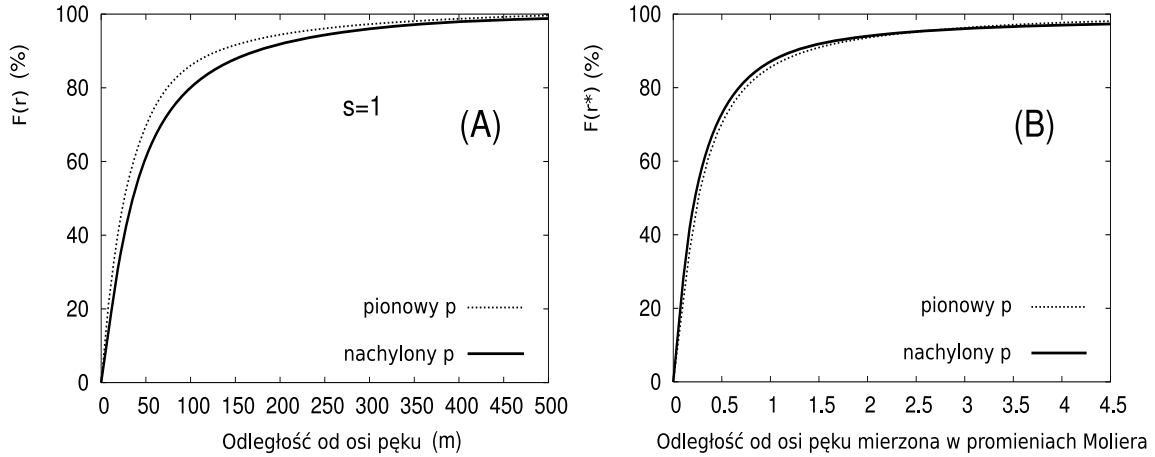 100
80
60
40
20
0
F(r) (%)
s=1
(A)
pionowy p
nachylony p
0 50 100 150 200 250 300 350 400 450 500
Odległość od osi pęku (m)
100
80
60
40
20
0
F(r*) (%)
(B)
pionowy p
nachylony p
0 0.5 1 1.5 2 2.5 3 3.5 4 4.5
Odległość od osi pęku mierzona w promieniach Moliera